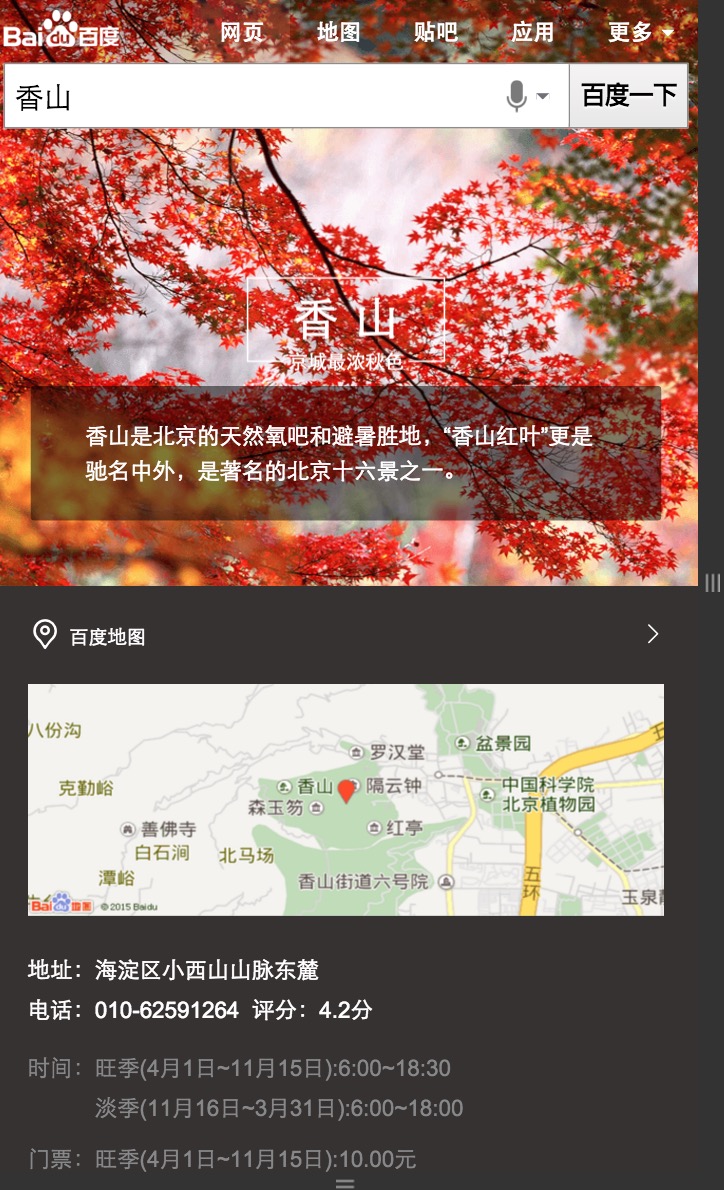 Bai du 百度
网页 地图 贴吧 应用 更多
香山 百度一下
香山
京城最浓秋色
香山是北京的天然氧吧和避暑胜地，“香山红叶”更是
驰名中外，是著名的北京十六景之一。
百度地图
八份沟
罗汉堂
盆景园
克勤峪
香山
隔云钟
中国科学院
北京植物园
森玉笏
善佛寺
红亭
白石涧
北马场
潭峪
香山街道六号院
五环
玉泉
Bai du 地图 © 2015 Baidu
地址：海淀区小西山山脉东麓
电话：010-62591264 评分：4.2分
时间：旺季(4月1日~11月15日):6:00~18:30
淡季(11月16日~3月31日):6:00~18:00
门票：旺季(4月1日~11月15日):10.00元